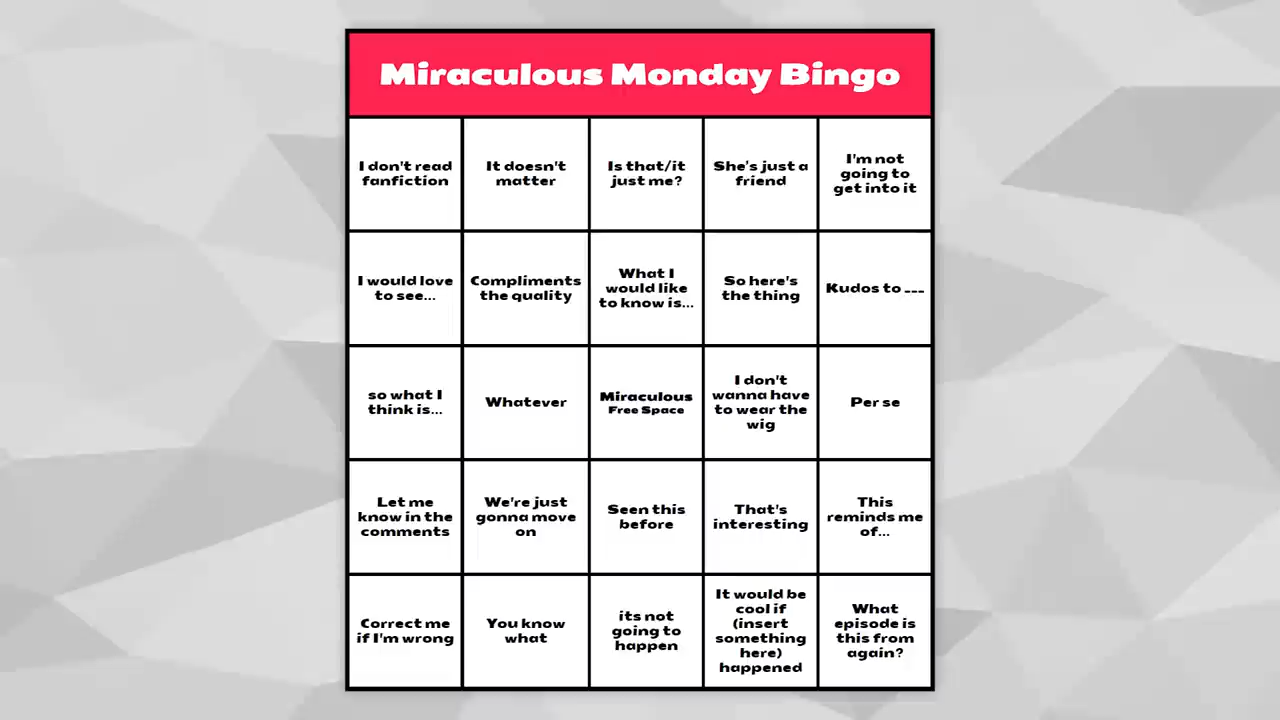 Miraculous Monday Bingo
I don't read
fanfiction
It doesn't
matter
Is that/it
just me?
She's just a
friend
I'm not
going to
get into it
I would love
to see...
Compliments
the quality
What I
would like
to know is...
So here's
the thing
Kudos to ___
so what I
think is...
Whatever
Miraculous
Free Space
I don't
wanna have
to wear the
wig
Per se
Let me
know in the
comments
We're just
gonna move
on
Seen this
before
That's
interesting
This
reminds me
of...
Correct me
if I'm wrong
You know
what
its not
going to
happen
It would be
cool if
(insert
something
here)
happened
What
episode is
this from
again?